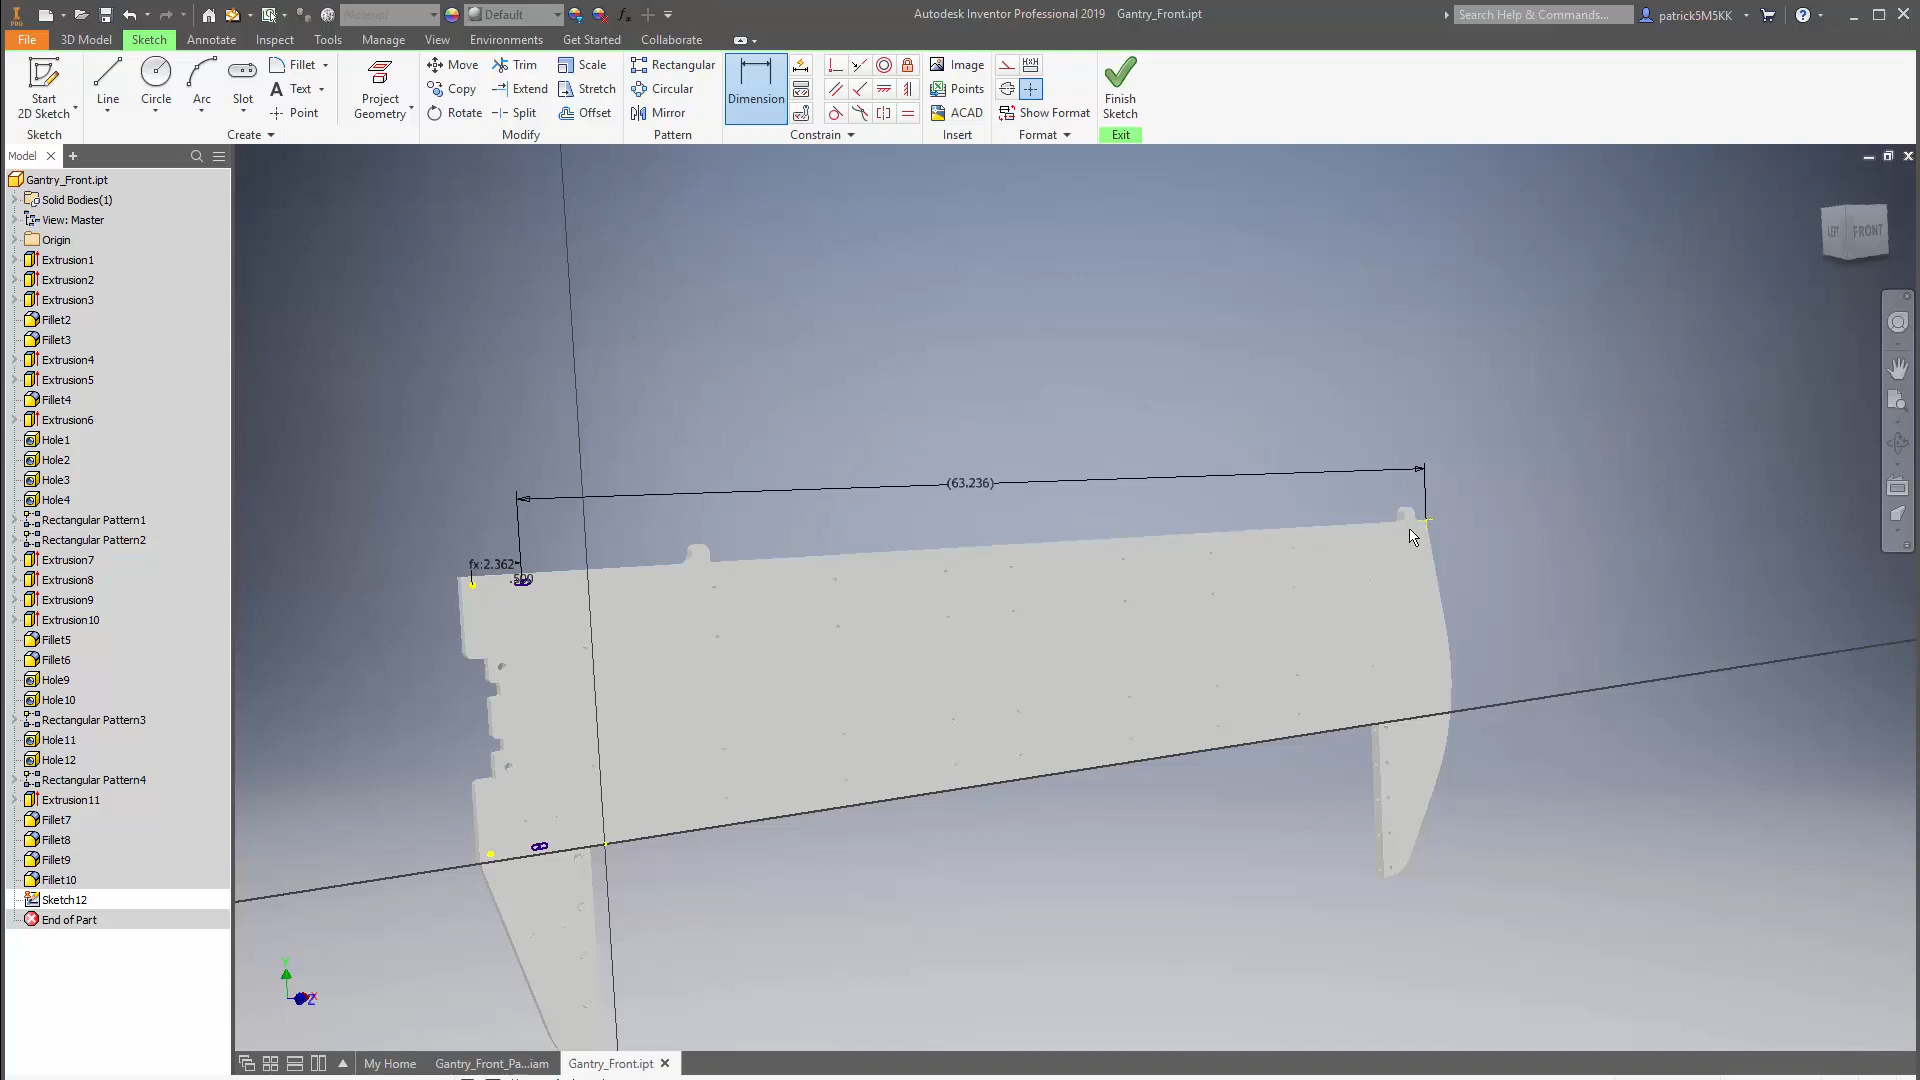 PRO Material Default fx Autodesk Inventor Professional 2019 Gantry_Front.ipt Search Help & Commands... patrick5M5KK
File 3D Model Sketch Annotate Inspect Tools Manage View Environments Get Started Collaborate
Start 2D Sketch Line Circle Arc Slot Fillet Text Point Project Geometry
Move Copy Rotate Trim Extend Split Scale Stretch Offset
Rectangular Circular Mirror Dimension Image Points ACAD Show Format Finish Sketch
Sketch Create Modify Pattern Constrain Insert Format Exit
Model
Gantry_Front.ipt
Solid Bodies(1)
View: Master
Origin
Extrusion1
Extrusion2
Extrusion3
Fillet2
Fillet3
Extrusion4
Extrusion5
Fillet4
Extrusion6
Hole1
Hole2
Hole3
Hole4
Rectangular Pattern1
Rectangular Pattern2
Extrusion7
Extrusion8
Extrusion9
Extrusion10
Fillet5
Fillet6
Hole9
Hole10
Rectangular Pattern3
Hole11
Hole12
Rectangular Pattern4
Extrusion11
Fillet7
Fillet8
Fillet9
Fillet10
Sketch12
End of Part
LEFT FRONT
(63.236)
fx:2.362
.500
Y
X
Z
My Home Gantry_Front_Pa...iam Gantry_Front.ipt